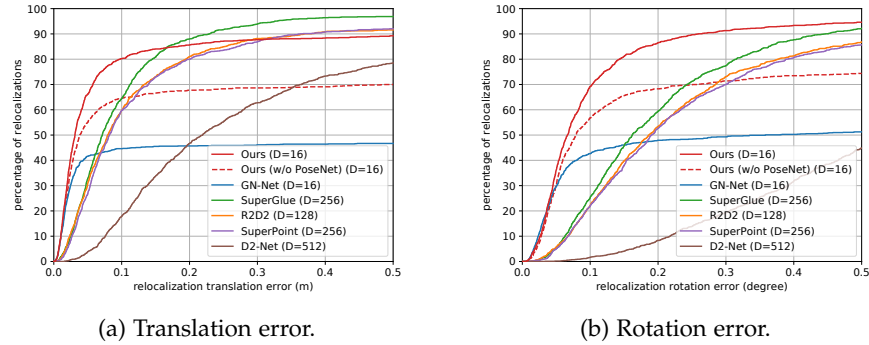 100
90
80
70
60
50
40
30
20
10
0
percentage of relocalizations
0.0 0.1 0.2 0.3 0.4 0.5
relocalization translation error (m)
Ours (D=16)
Ours (w/o PoseNet) (D=16)
GN-Net (D=16)
SuperGlue (D=256)
R2D2 (D=128)
SuperPoint (D=256)
D2-Net (D=512)
(a) Translation error.
100
90
80
70
60
50
40
30
20
10
0
percentage of relocalizations
0.0 0.1 0.2 0.3 0.4 0.5
relocalization rotation error (degree)
Ours (D=16)
Ours (w/o PoseNet) (D=16)
GN-Net (D=16)
SuperGlue (D=256)
R2D2 (D=128)
SuperPoint (D=256)
D2-Net (D=512)
(b) Rotation error.